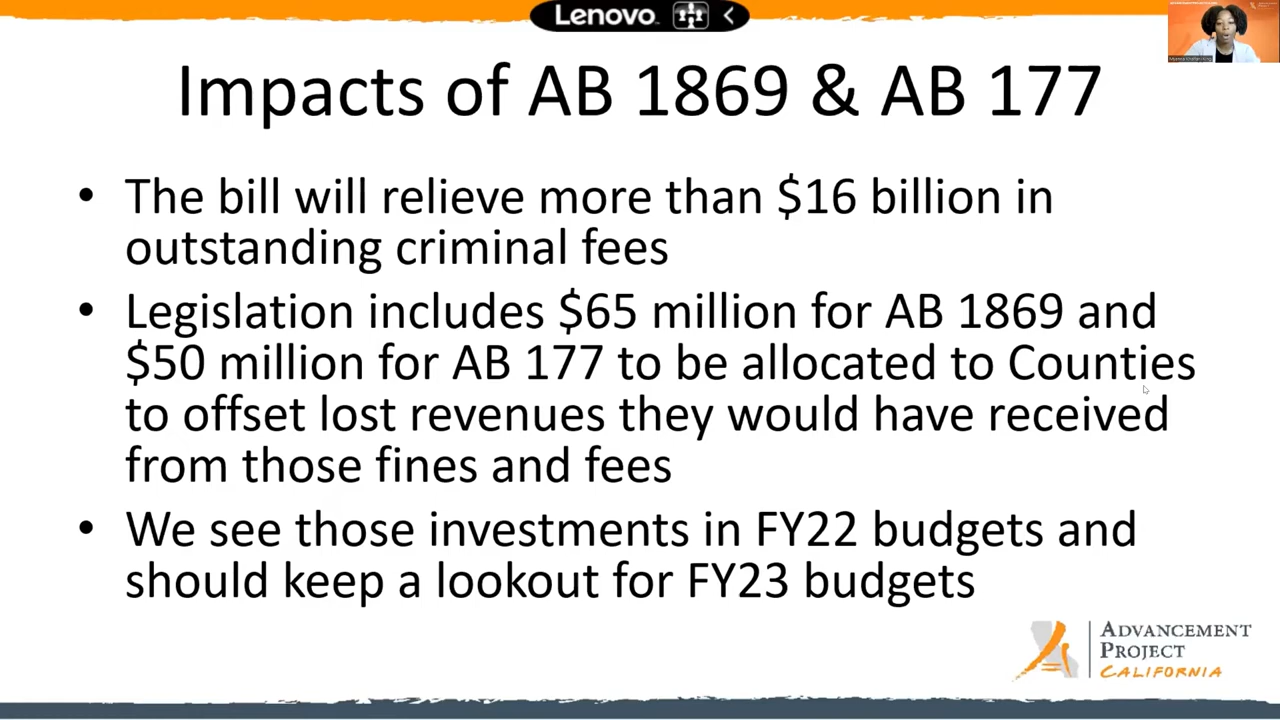 Lenovo
Impacts of AB 1869 & AB 177
• The bill will relieve more than $16 billion in
outstanding criminal fees
• Legislation includes $65 million for AB 1869 and
$50 million for AB 177 to be allocated to Counties
to offset lost revenues they would have received
from those fines and fees
• We see those investments in FY22 budgets and
should keep a lookout for FY23 budgets
ADVANCEMENT
PROJECT
CALIFORNIA